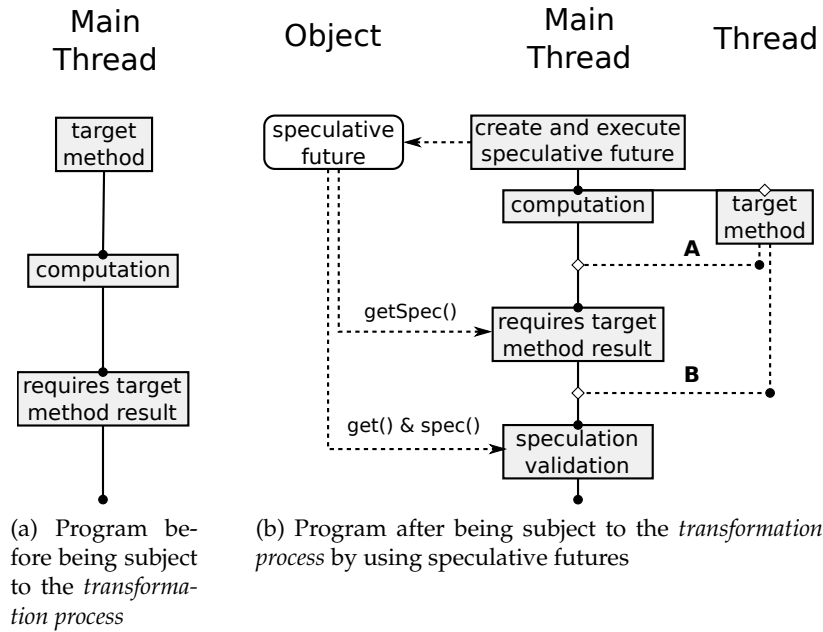 Main
Thread
Object
Main
Thread
Thread
target
method
computation
requires target
method result
speculative
future
create and execute
speculative future
computation
target
method
A
getSpec()
requires target
method result
B
get() & spec()
speculation
validation
(a) Program be-
fore being subject
to the transforma-
tion process
(b) Program after being subject to the transformation
process by using speculative futures